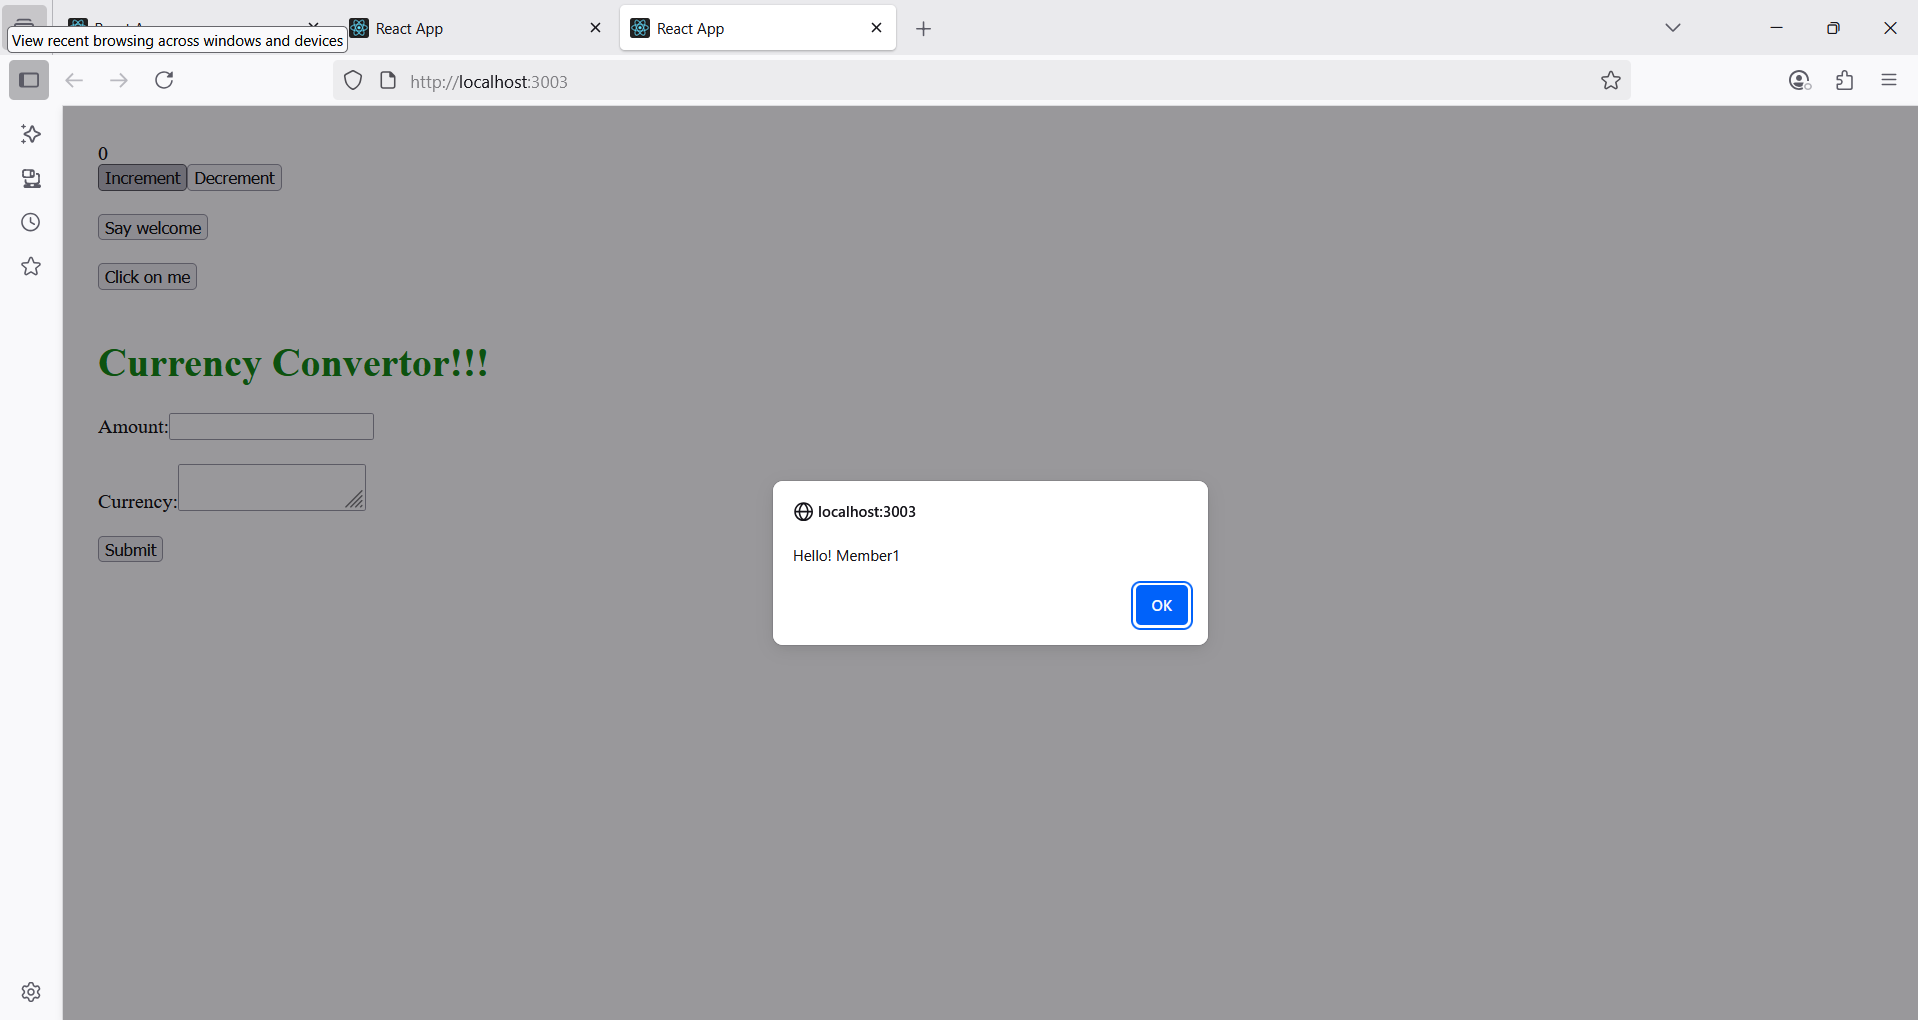 View recent browsing across windows and devices
React App
React App
http://localhost:3003
0
Increment Decrement
Say welcome
Click on me
Currency Convertor!!!
Amount:
Currency:
Submit
localhost:3003
Hello! Member1
OK